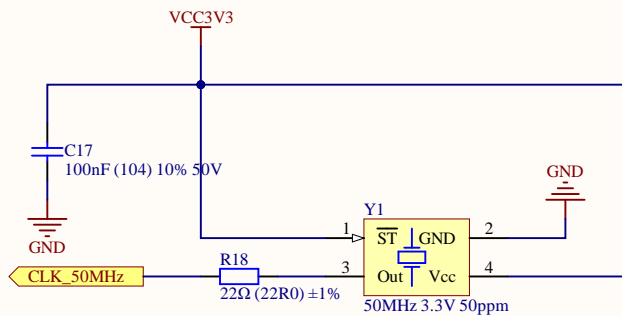 VCC3V3
C17
100nF (104) 10% 50V
GND
GND
Y1
1
ST
GND
2
R18
CLK_50MHz
3
Out
Vcc
4
22Ω (22R0) ±1%
50MHz 3.3V 50ppm